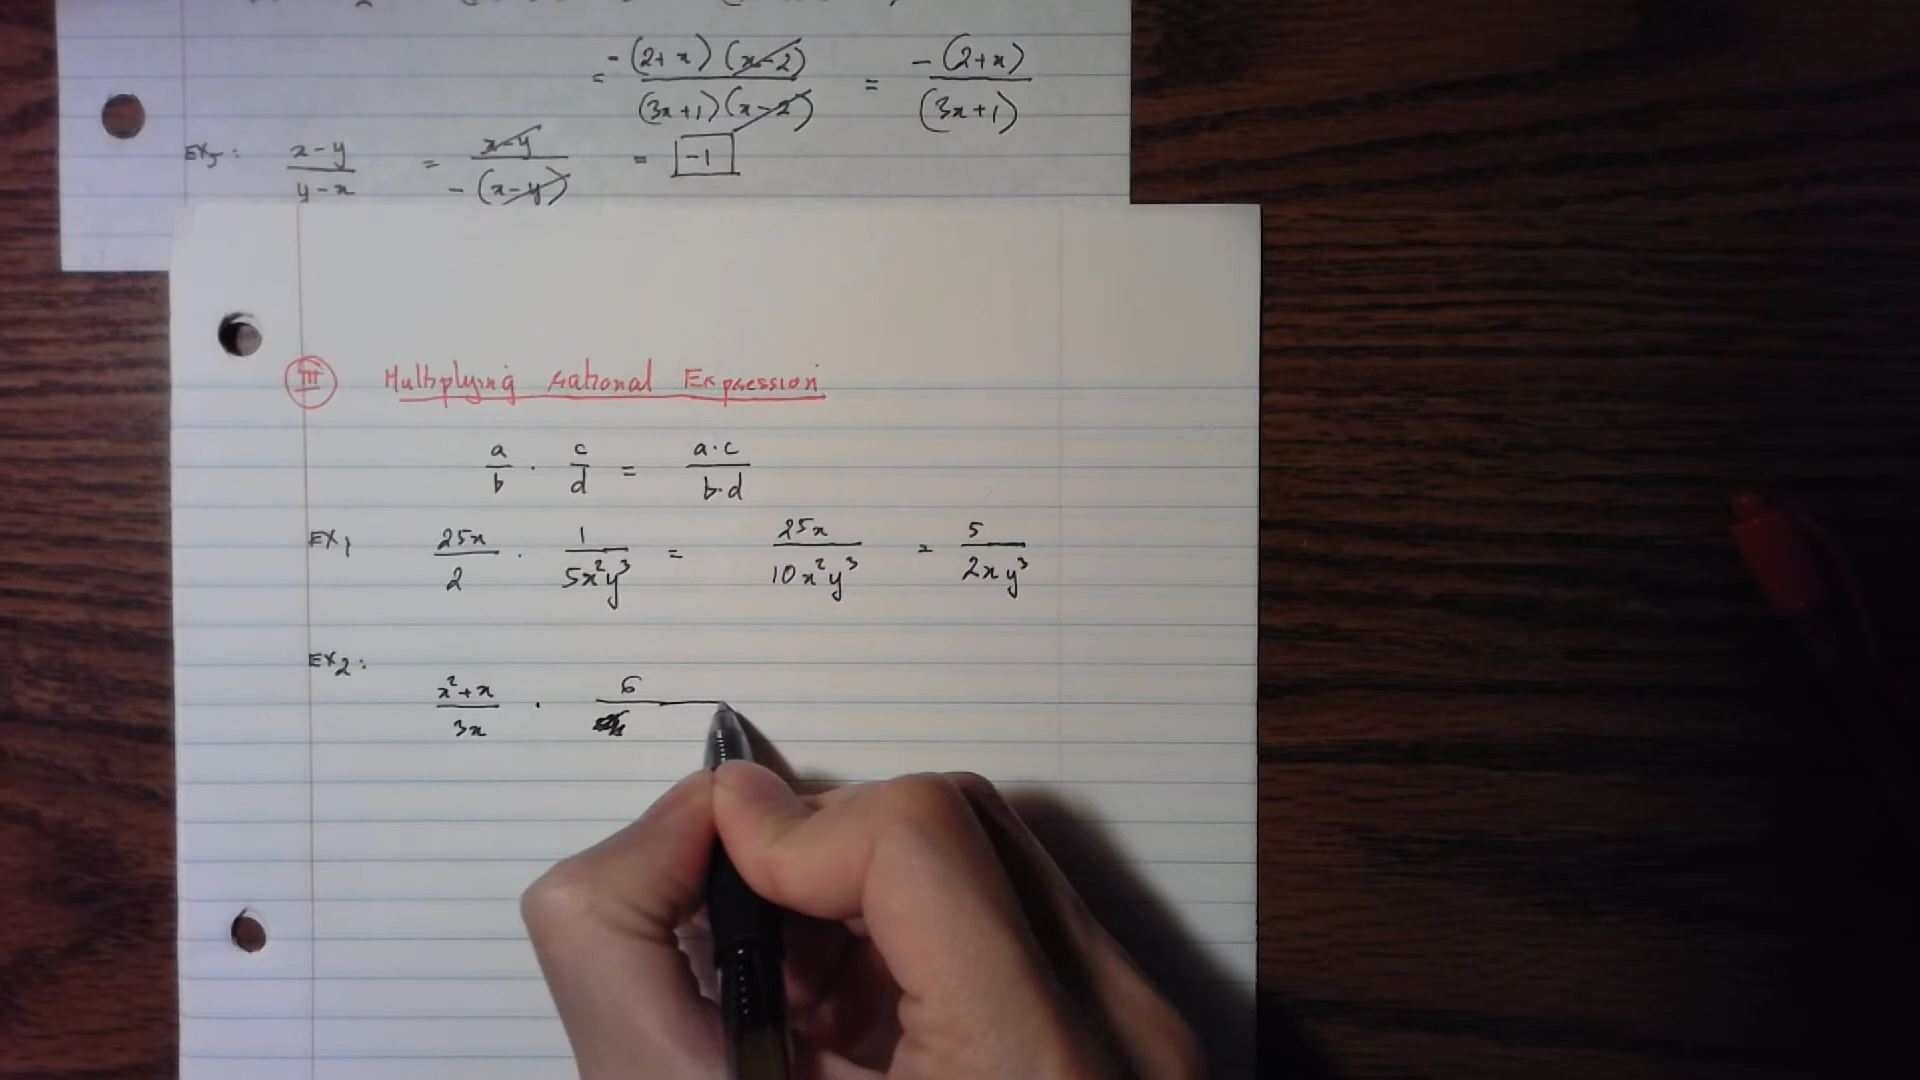 = -(2+x)(x-2) / (3x+1)(x-2) = -(2+x) / (3x+1)
EX5: x-y / y-x = x-y / -(x-y) = -1
III Multiplying rational Expression
a/b · c/d = a·c / b·d
EX1 25x/2 · 1/5x²y³ = 25x / 10x²y³ = 5 / 2xy³
EX2:
x²+x / 3x · 6